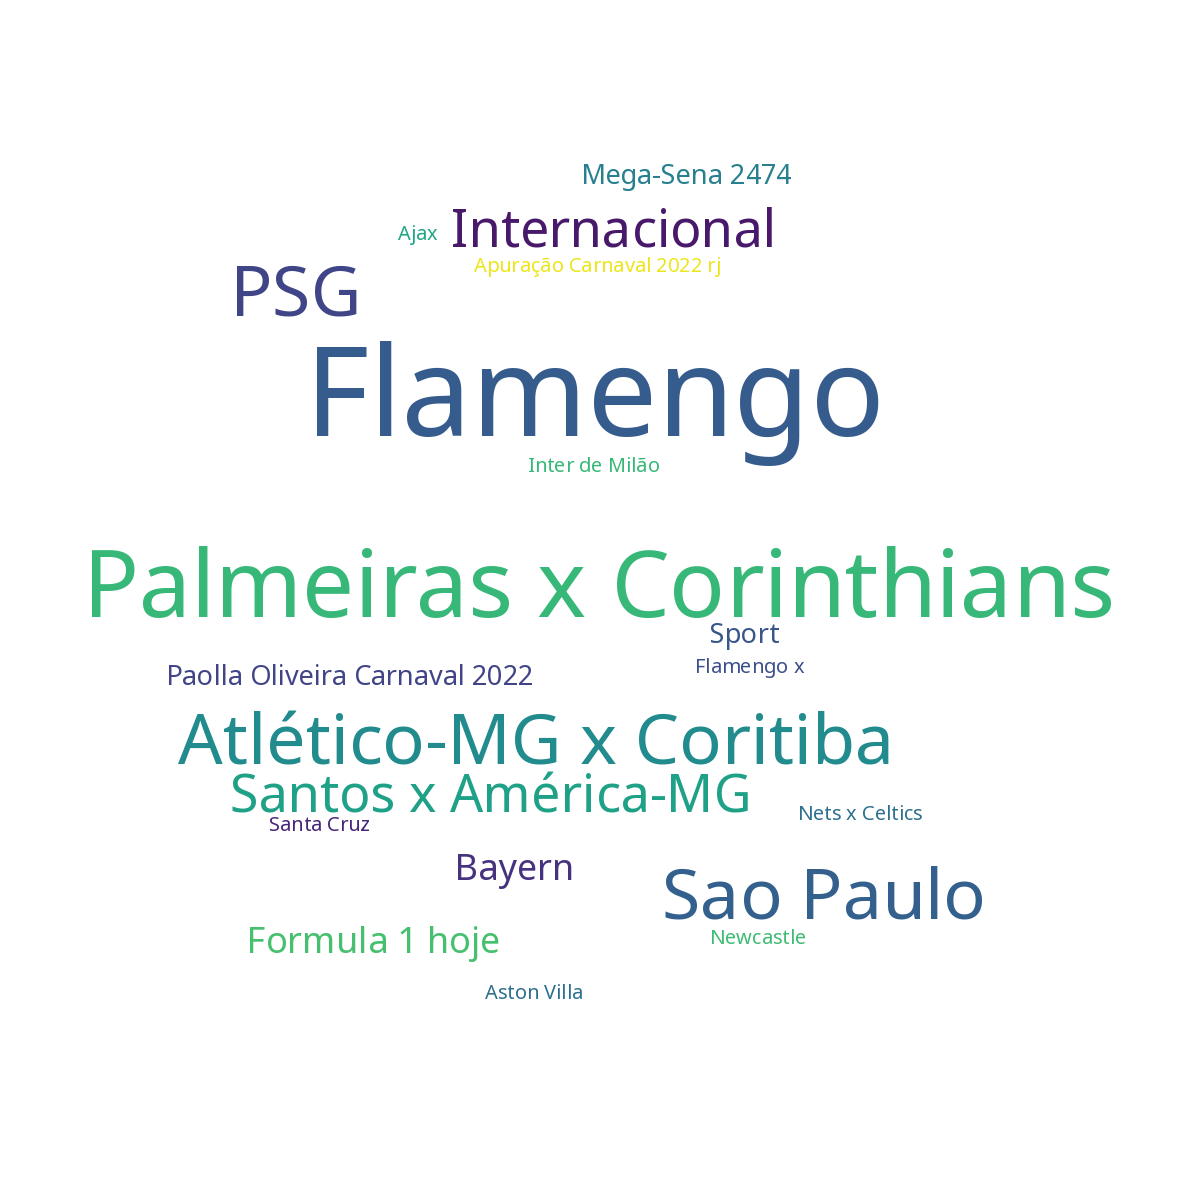 Mega-Sena 2474
Internacional
Ajax
Apuração Carnaval 2022 rj
PSG
Flamengo
Inter de Milão
Palmeiras x Corinthians
Sport
Flamengo x
Paolla Oliveira Carnaval 2022
Atlético-MG x Coritiba
Santos x América-MG
Nets x Celtics
Santa Cruz
Bayern
Sao Paulo
Newcastle
Formula 1 hoje
Aston Villa